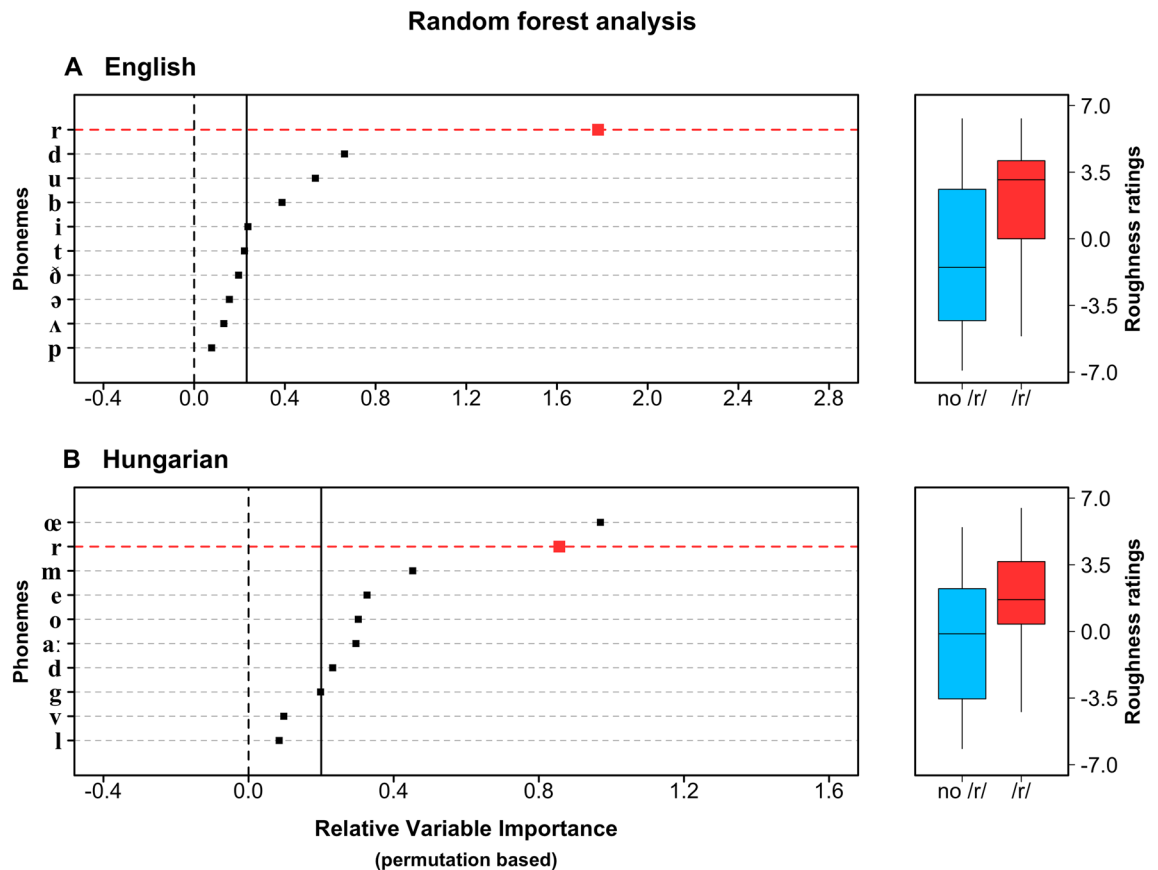 Random forest analysis
A English
Phonemes
r
d
u
b
i
t
ð
ə
ʌ
p
-0.4 0.0 0.4 0.8 1.2 1.6 2.0 2.4 2.8
7.0
3.5
0.0
-3.5
-7.0
Roughness ratings
no /r/ /r/
B Hungarian
Phonemes
œ
r
m
e
o
aː
d
g
v
l
-0.4 0.0 0.4 0.8 1.2 1.6
Relative Variable Importance
(permutation based)
7.0
3.5
0.0
-3.5
-7.0
Roughness ratings
no /r/ /r/